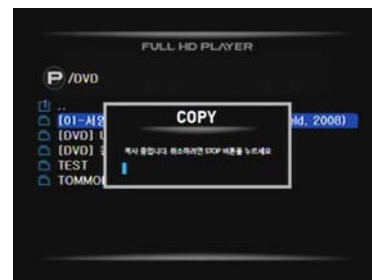 FULL HD PLAYER
P /DVD
..
[01-서 eld, 2008)
[DVD]
[DVD]
TEST
TOMMO
COPY
복사 중입니다. 취소하려면 STOP 버튼을 누르세요